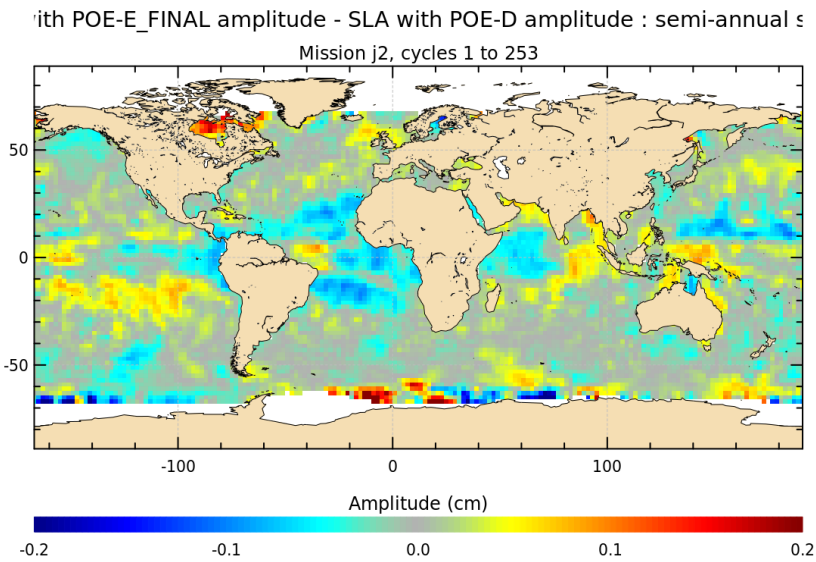 with POE-E_FINAL amplitude - SLA with POE-D amplitude : semi-annual s
Mission j2, cycles 1 to 253
50
0
-50
-100 0 100
Amplitude (cm)
-0.2 -0.1 0.0 0.1 0.2